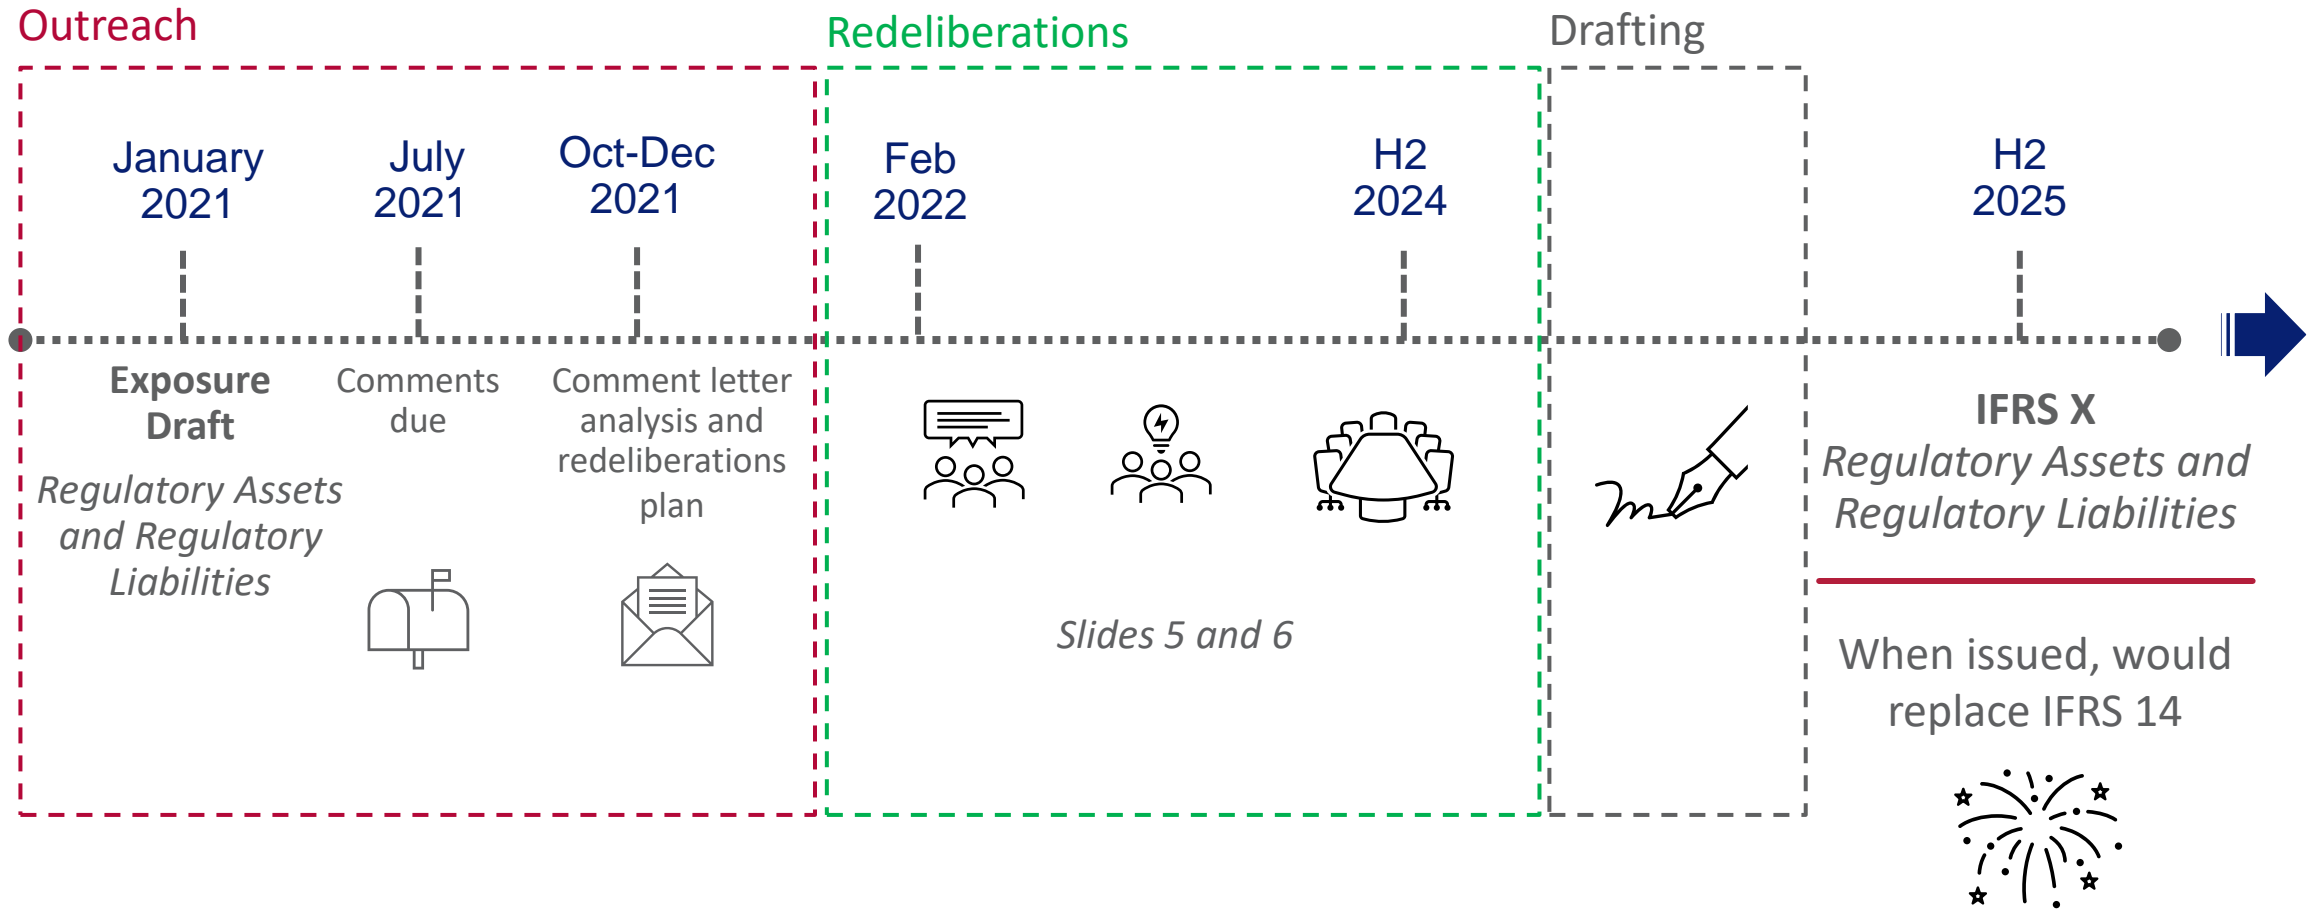 Outreach
Redeliberations
Drafting
January
2021
July
2021
Oct-Dec
2021
Feb
2022
H2
2024
H2
2025
Exposure
Draft
Regulatory Assets
and Regulatory
Liabilities
Comments
due
Comment letter
analysis and
redeliberations
plan
Slides 5 and 6
IFRS X
Regulatory Assets and
Regulatory Liabilities
When issued, would
replace IFRS 14